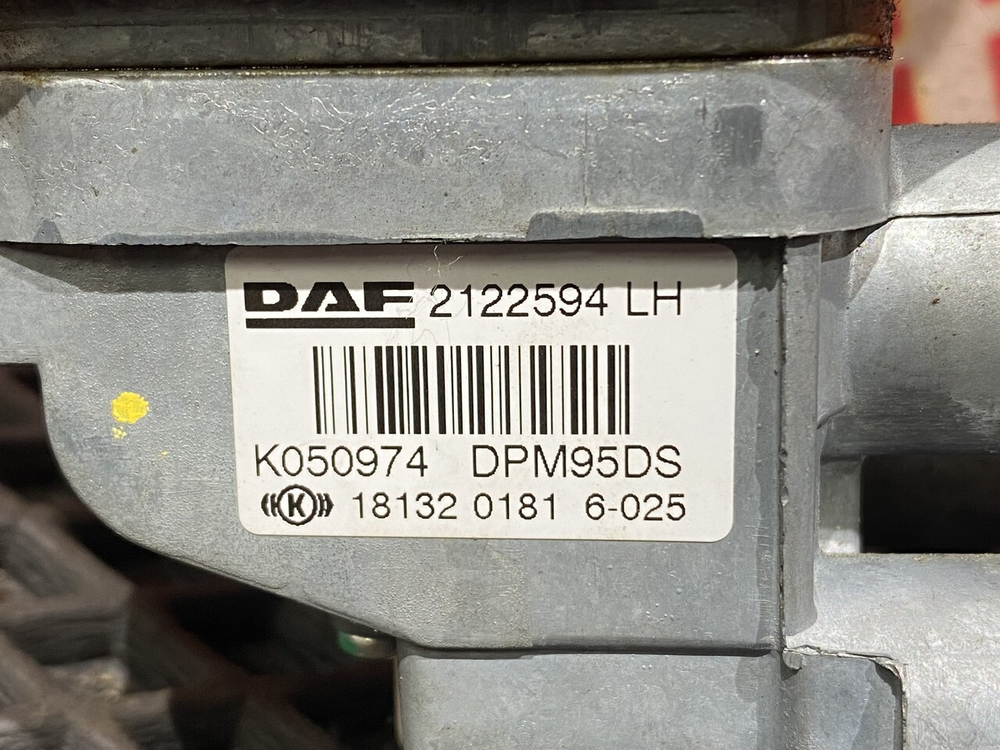 DAF 2122594 LH
K050974 DPM95DS
K 18132 0181 6-025